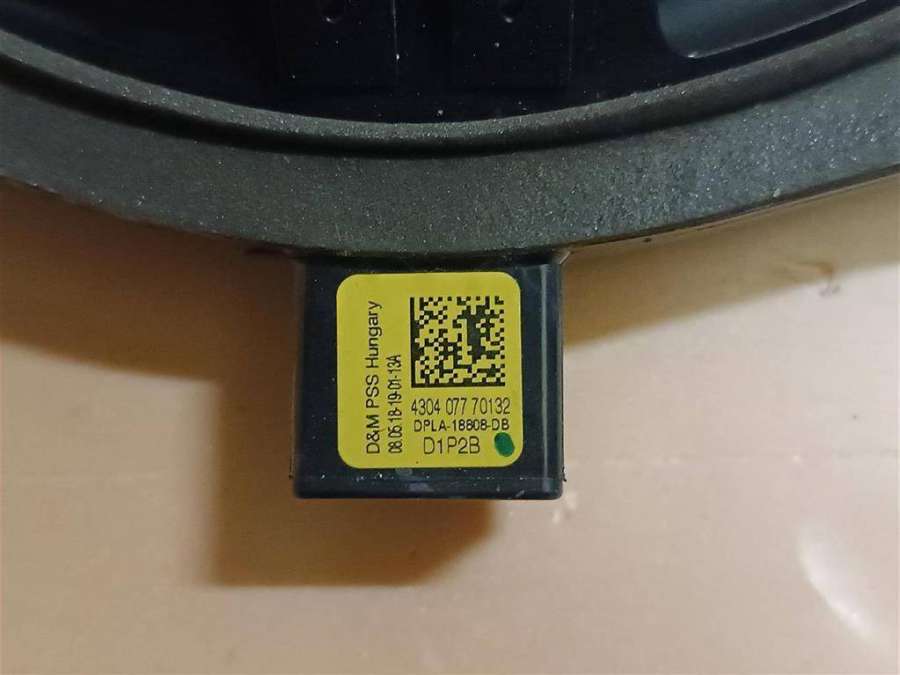 D&M PSS Hungary
08.05.18-19-01-13A
4304 077 70132
DPLA-18808-DB
D1P2B